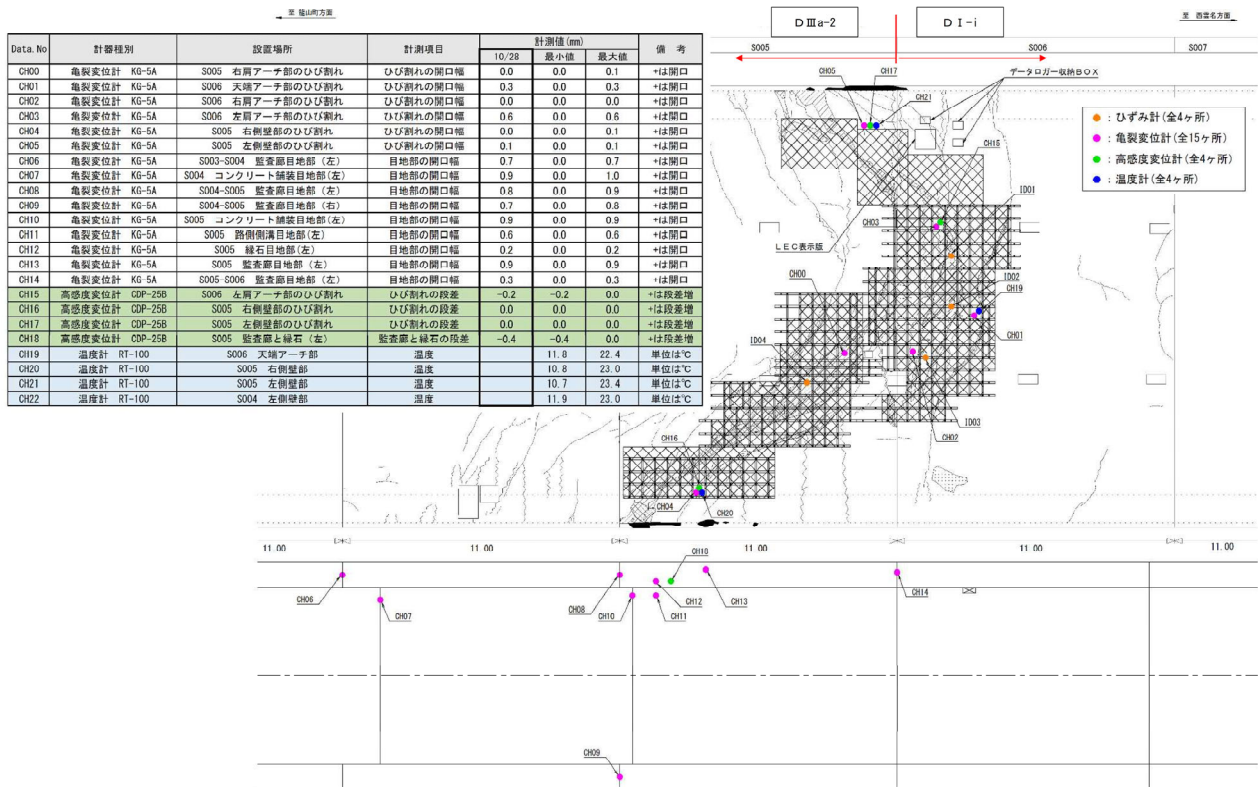 至 龍山町方面
DⅢa-2
DⅠ-i
至 西雲名方面
S005
S006
S007
Data.No 計器種別 設置場所 計測項目 計測値(mm) 備 考
10/28 最小値 最大値
CH00 亀裂変位計 KG-5A S005 右肩アーチ部のひび割れ ひび割れの開口幅 0.0 0.0 0.1 +は開口
CH01 亀裂変位計 KG-5A S006 天端アーチ部のひび割れ ひび割れの開口幅 0.3 0.0 0.3 +は開口
CH02 亀裂変位計 KG-5A S006 右肩アーチ部のひび割れ ひび割れの開口幅 0.0 0.0 0.0 +は開口
CH03 亀裂変位計 KG-5A S006 左肩アーチ部のひび割れ ひび割れの開口幅 0.6 0.0 0.6 +は開口
CH04 亀裂変位計 KG-5A S005 右側壁部のひび割れ ひび割れの開口幅 0.0 0.0 0.1 +は開口
CH05 亀裂変位計 KG-5A S005 左側壁部のひび割れ ひび割れの開口幅 0.1 0.0 0.1 +は開口
CH06 亀裂変位計 KG-5A S003-S004 監査廊目地部(左) 目地部の開口幅 0.7 0.0 0.7 +は開口
CH07 亀裂変位計 KG-5A S004 コンクリート舗装目地部(左) 目地部の開口幅 0.9 0.0 1.0 +は開口
CH08 亀裂変位計 KG-5A S004-S005 監査廊目地部(左) 目地部の開口幅 0.8 0.0 0.9 +は開口
CH09 亀裂変位計 KG-5A S004-S005 監査廊目地部(右) 目地部の開口幅 0.7 0.0 0.8 +は開口
CH10 亀裂変位計 KG-5A S005 コンクリート舗装目地部(左) 目地部の開口幅 0.9 0.0 0.9 +は開口
CH11 亀裂変位計 KG-5A S005 路側側溝目地部(左) 目地部の開口幅 0.6 0.0 0.6 +は開口
CH12 亀裂変位計 KG-5A S005 縁石目地部(左) 目地部の開口幅 0.2 0.0 0.2 +は開口
CH13 亀裂変位計 KG-5A S005 監査廊目地部(左) 目地部の開口幅 0.9 0.0 0.9 +は開口
CH14 亀裂変位計 KG-5A S005-S006 監査廊目地部(左) 目地部の開口幅 0.3 0.0 0.3 +は開口
CH15 高感度変位計 CDP-25B S006 左肩アーチ部のひび割れ ひび割れの段差 -0.2 -0.2 0.0 +は段差増
CH16 高感度変位計 CDP-25B S005 右側壁部のひび割れ ひび割れの段差 0.0 0.0 0.0 +は段差増
CH17 高感度変位計 CDP-25B S005 左側壁部のひび割れ ひび割れの段差 0.0 0.0 0.0 +は段差増
CH18 高感度変位計 CDP-25B S005 監査廊と縁石(左) 監査廊と縁石の段差 -0.4 -0.4 0.0 +は段差増
CH19 温度計 RT-100 S006 天端アーチ部 温度 11.8 22.4 単位は℃
CH20 温度計 RT-100 S005 右側壁部 温度 10.8 23.0 単位は℃
CH21 温度計 RT-100 S005 左側壁部 温度 10.7 23.4 単位は℃
CH22 温度計 RT-100 S004 左側壁部 温度 11.9 23.0 単位は℃
CH05
CH17
データロガー収納BOX
CH21
CH15
：ひずみ計(全4ヶ所)
：亀裂変位計(全15ヶ所)
：高感度変位計(全4ヶ所)
：温度計(全4ヶ所)
ID01
CH03
LEC表示版
CH00
ID02
CH19
CH01
ID04
ID03
CH02
CH16
CH04
CH20
11.00
11.00
11.00
11.00
11.00
CH06
CH07
CH08
CH10
CH18
CH12
CH13
CH11
CH14
CH09